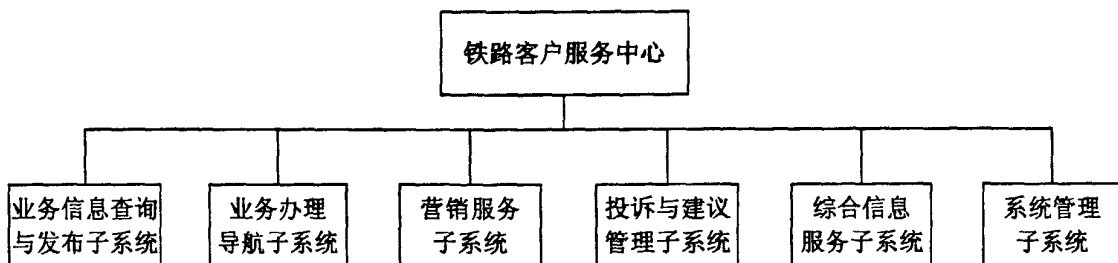 铁路客户服务中心
业务信息查询
与发布子系统
业务办理
导航子系统
营销服务
子系统
投诉与建议
管理子系统
综合信息
服务子系统
系统管理
子系统